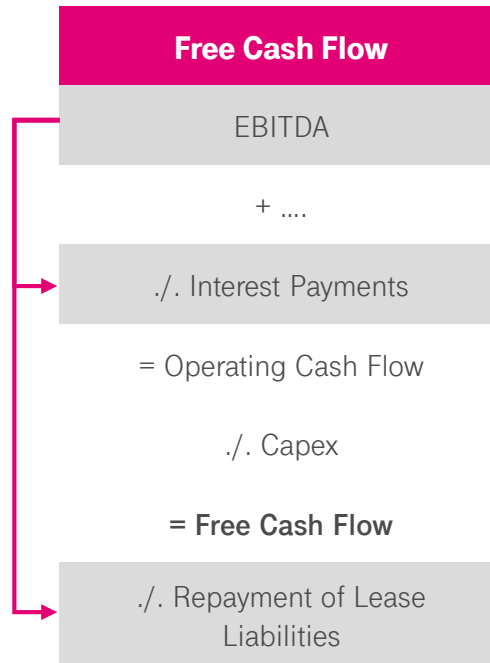 Free Cash Flow
EBITDA
+ ....
./. Interest Payments
= Operating Cash Flow
./. Capex
= Free Cash Flow
./. Repayment of Lease
Liabilities